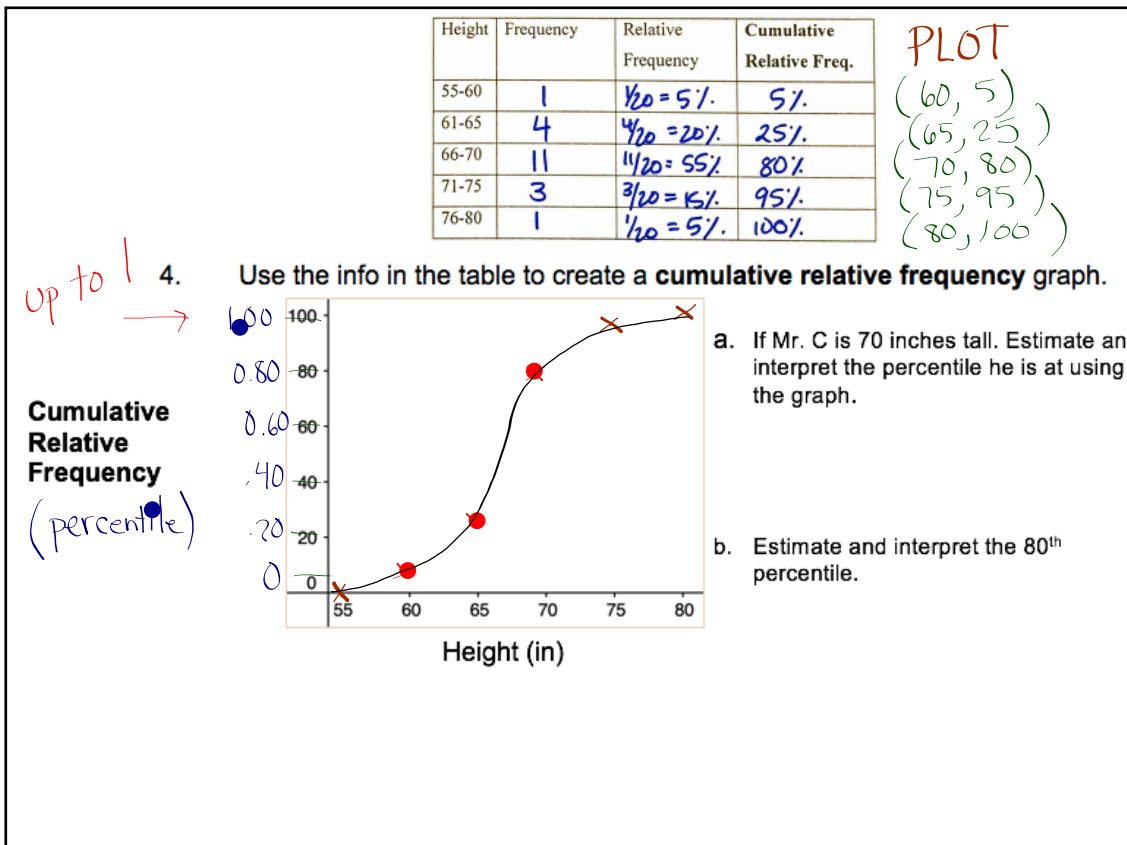 Height Frequency Relative Frequency Cumulative Relative Freq.
55-60 1 1/20 = 5%. 5%.
61-65 4 4/20 = 20%. 25%.
66-70 11 11/20 = 55% 80%
71-75 3 3/20 = 15%. 95%.
76-80 1 1/20 = 5%. 100%.
PLOT
(60, 5)
(65, 25)
(70, 80)
(75, 95)
(80, 100)
up to 1
4. Use the info in the table to create a cumulative relative frequency graph.
1.00 100
0.80 80
0.60 60
.40 40
.20 20
0 0
55 60 65 70 75 80
Height (in)
Cumulative
Relative
Frequency
(percentile)
a. If Mr. C is 70 inches tall. Estimate an
interpret the percentile he is at using
the graph.
b. Estimate and interpret the 80th
percentile.